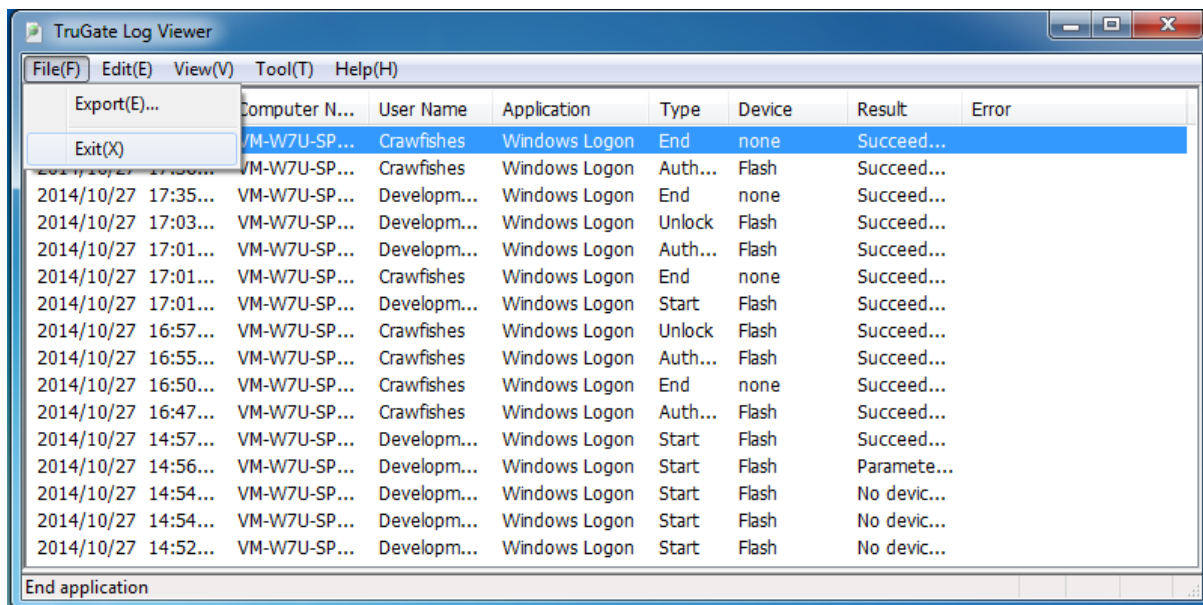 TruGate Log Viewer
File(F) Edit(E) View(V) Tool(T) Help(H)
Export(E)...
Exit(X)
Computer N... User Name Application Type Device Result Error
VM-W7U-SP... Crawfishes Windows Logon End none Succeed...
VM-W7U-SP... Crawfishes Windows Logon Auth... Flash Succeed...
2014/10/27 17:35... VM-W7U-SP... Developm... Windows Logon End none Succeed...
2014/10/27 17:03... VM-W7U-SP... Developm... Windows Logon Unlock Flash Succeed...
2014/10/27 17:01... VM-W7U-SP... Developm... Windows Logon Auth... Flash Succeed...
2014/10/27 17:01... VM-W7U-SP... Crawfishes Windows Logon End none Succeed...
2014/10/27 17:01... VM-W7U-SP... Developm... Windows Logon Start Flash Succeed...
2014/10/27 16:57... VM-W7U-SP... Crawfishes Windows Logon Unlock Flash Succeed...
2014/10/27 16:55... VM-W7U-SP... Crawfishes Windows Logon Auth... Flash Succeed...
2014/10/27 16:50... VM-W7U-SP... Crawfishes Windows Logon End none Succeed...
2014/10/27 16:47... VM-W7U-SP... Crawfishes Windows Logon Auth... Flash Succeed...
2014/10/27 14:57... VM-W7U-SP... Developm... Windows Logon Start Flash Succeed...
2014/10/27 14:56... VM-W7U-SP... Developm... Windows Logon Start Flash Paramete...
2014/10/27 14:54... VM-W7U-SP... Developm... Windows Logon Start Flash No devic...
2014/10/27 14:54... VM-W7U-SP... Developm... Windows Logon Start Flash No devic...
2014/10/27 14:52... VM-W7U-SP... Developm... Windows Logon Start Flash No devic...
End application